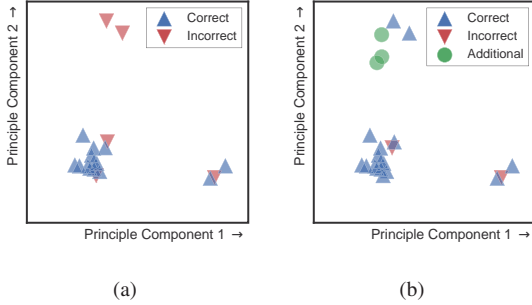 Principle Component 2 →
Correct
Incorrect
Principle Component 1 →
(a)
Principle Component 2 →
Correct
Incorrect
Additional
Principle Component 1 →
(b)